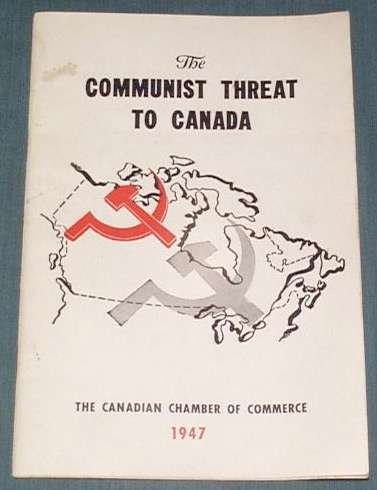 The
COMMUNIST THREAT
TO CANADA
THE CANADIAN CHAMBER OF COMMERCE
1947